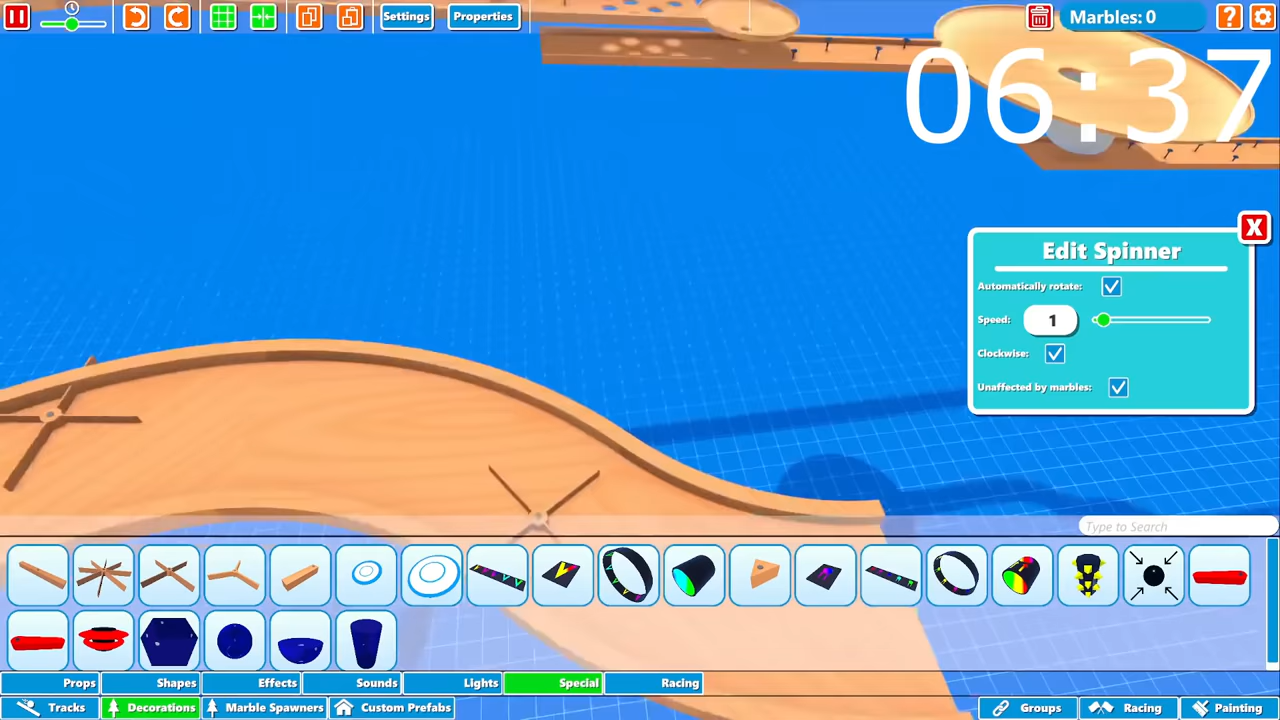 Settings
Properties
Marbles: 0
?
06:37
X
Edit Spinner
Automatically rotate:
Speed: 1
Clockwise:
Unaffected by marbles:
Type to Search
Props
Shapes
Effects
Sounds
Lights
Special
Racing
Tracks
Decorations
Marble Spawners
Custom Prefabs
Groups
Racing
Painting